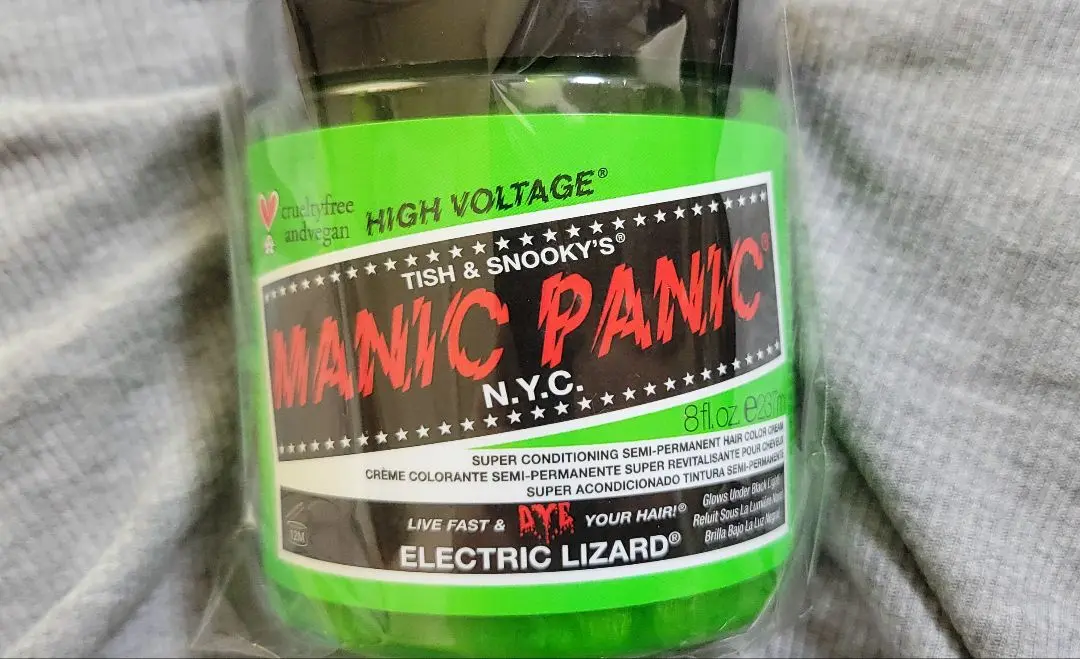 HIGH VOLTAGE®
crueltyfree
andvegan
TISH & SNOOKY'S®
MANIC PANIC®
N.Y.C.
8 fl. oz. e 237m
SUPER CONDITIONING SEMI-PERMANENT HAIR COLOR CREAM
CRÈME COLORANTE SEMI-PERMANENTE SUPER REVITALISANTE POUR CHEVEUX
SUPER ACONDICIONADO TINTURA SEMI-PERMANENTE
LIVE FAST & DYE YOUR HAIR!®
ELECTRIC LIZARD®
Glows Under Black Light
Reluit Sous La Lumière Noire
Brilla Bajo La Luz Negra
12M